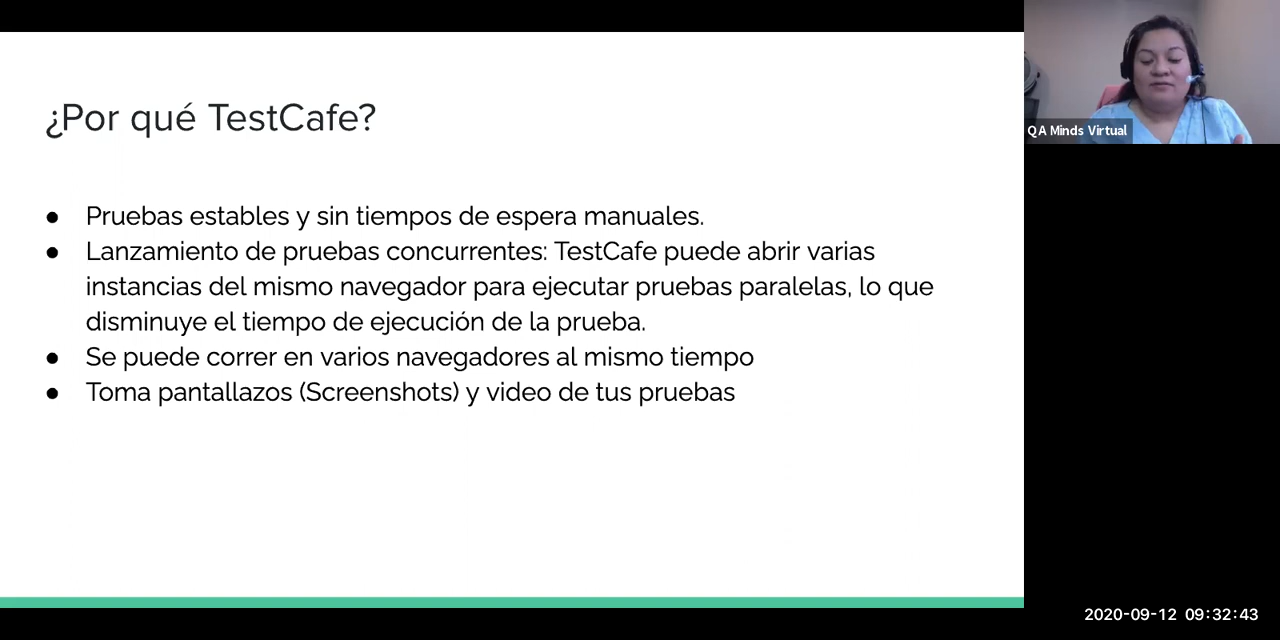 ¿Por qué TestCafe?
● Pruebas estables y sin tiempos de espera manuales.
● Lanzamiento de pruebas concurrentes: TestCafe puede abrir varias
instancias del mismo navegador para ejecutar pruebas paralelas, lo que
disminuye el tiempo de ejecución de la prueba.
● Se puede correr en varios navegadores al mismo tiempo
● Toma pantallazos (Screenshots) y video de tus pruebas
QA Minds Virtual
2020-09-12 09:32:43